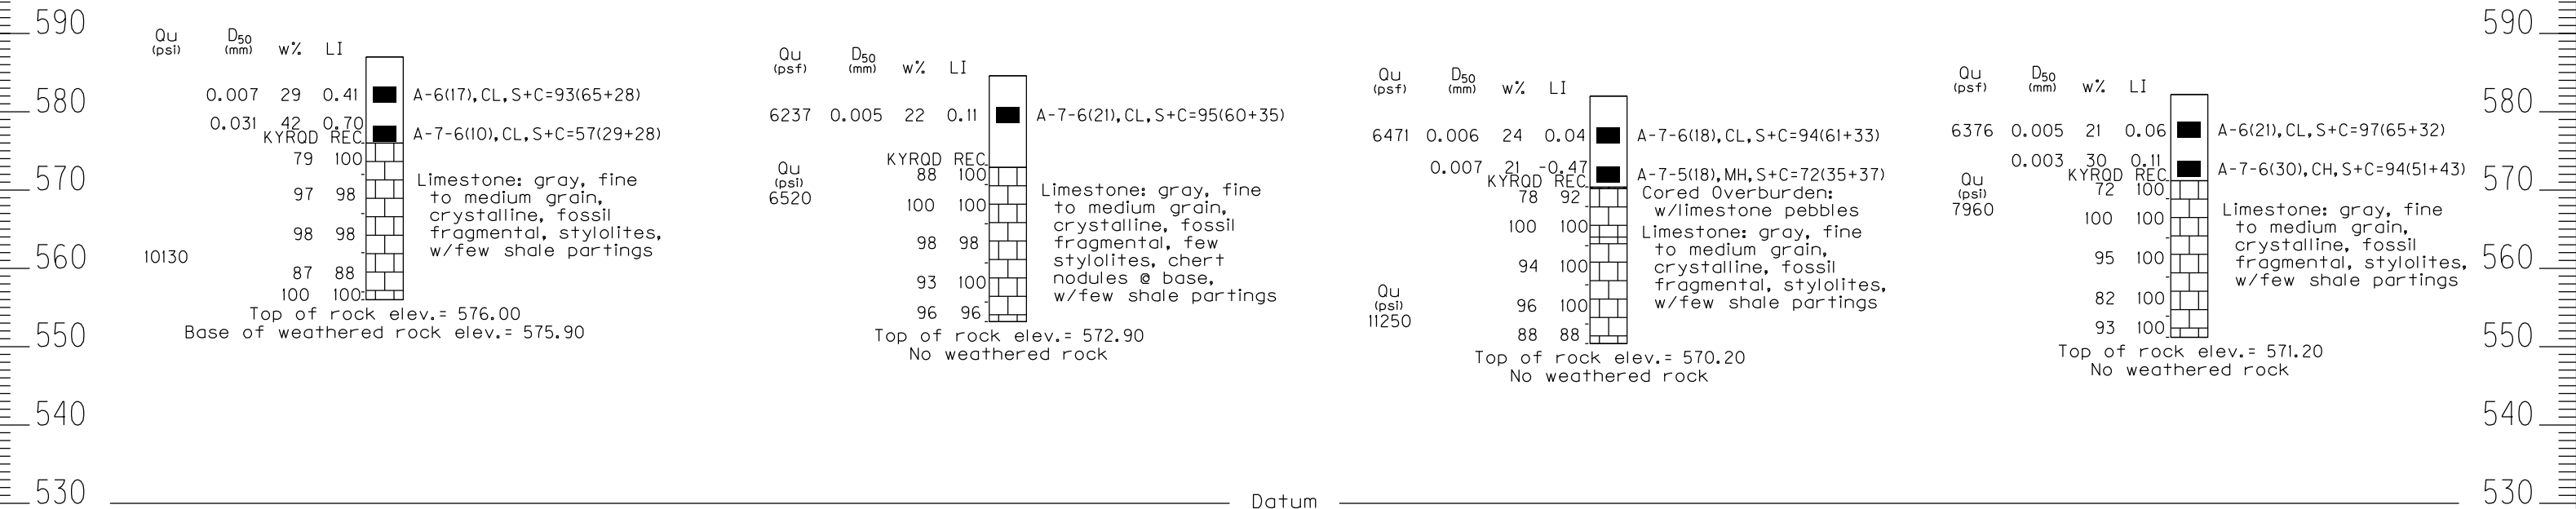 590
580
570
560
550
540
530
Qu D50 w% LI
(psi) (mm)
0.007 29 0.41 A-6(17),CL,S+C=93(65+28)
0.031 42 0.70 A-7-6(10),CL,S+C=57(29+28)
KYRQD REC
79 100
97 98
98 98
10130
87 88
100 100
Limestone: gray, fine
to medium grain,
crystalline, fossil
fragmental, stylolites,
w/few shale partings
Top of rock elev.= 576.00
Base of weathered rock elev.= 575.90
Qu D50 w% LI
(psf) (mm)
6237 0.005 22 0.11 A-7-6(21),CL,S+C=95(60+35)
KYRQD REC
Qu
(psi)
6520
88 100
100 100
98 98
93 100
96 96
Limestone: gray, fine
to medium grain,
crystalline, fossil
fragmental, few
stylolites, chert
nodules @ base,
w/few shale partings
Top of rock elev.= 572.90
No weathered rock
Qu D50 w% LI
(psf) (mm)
6471 0.006 24 0.04 A-7-6(18),CL,S+C=94(61+33)
0.007 21 -0.47 A-7-5(18),MH,S+C=72(35+37)
KYRQD REC
78 92
100 100
94 100
96 100
88 88
Qu
(psi)
11250
Cored Overburden:
w/limestone pebbles
Limestone: gray, fine
to medium grain,
crystalline, fossil
fragmental, stylolites,
w/few shale partings
Top of rock elev.= 570.20
No weathered rock
Qu D50 w% LI
(psf) (mm)
6376 0.005 21 0.06 A-6(21),CL,S+C=97(65+32)
0.003 30 0.11 A-7-6(30),CH,S+C=94(51+43)
KYRQD REC
Qu
(psi)
7960
72 100
100 100
95 100
82 100
93 100
Limestone: gray, fine
to medium grain,
crystalline, fossil
fragmental, stylolites,
w/few shale partings
Top of rock elev.= 571.20
No weathered rock
Datum
590
580
570
560
550
540
530